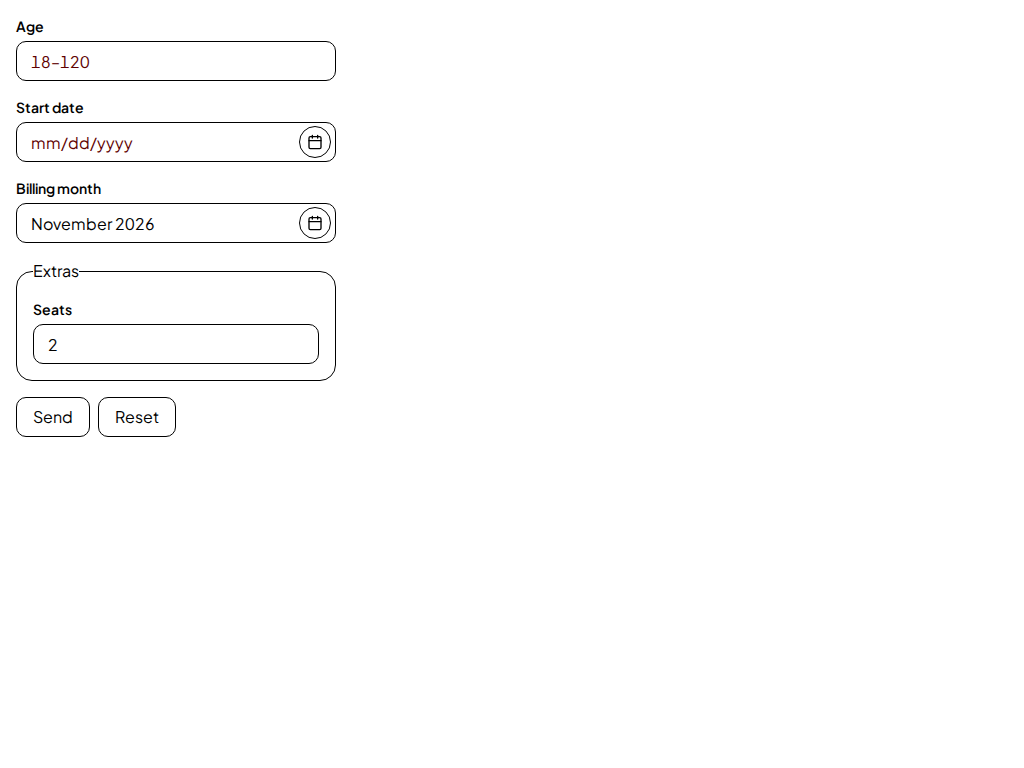 Age
18–120
Start date
mm/dd/yyyy
Billing month
November 2026
Extras
Seats
2
Send Reset